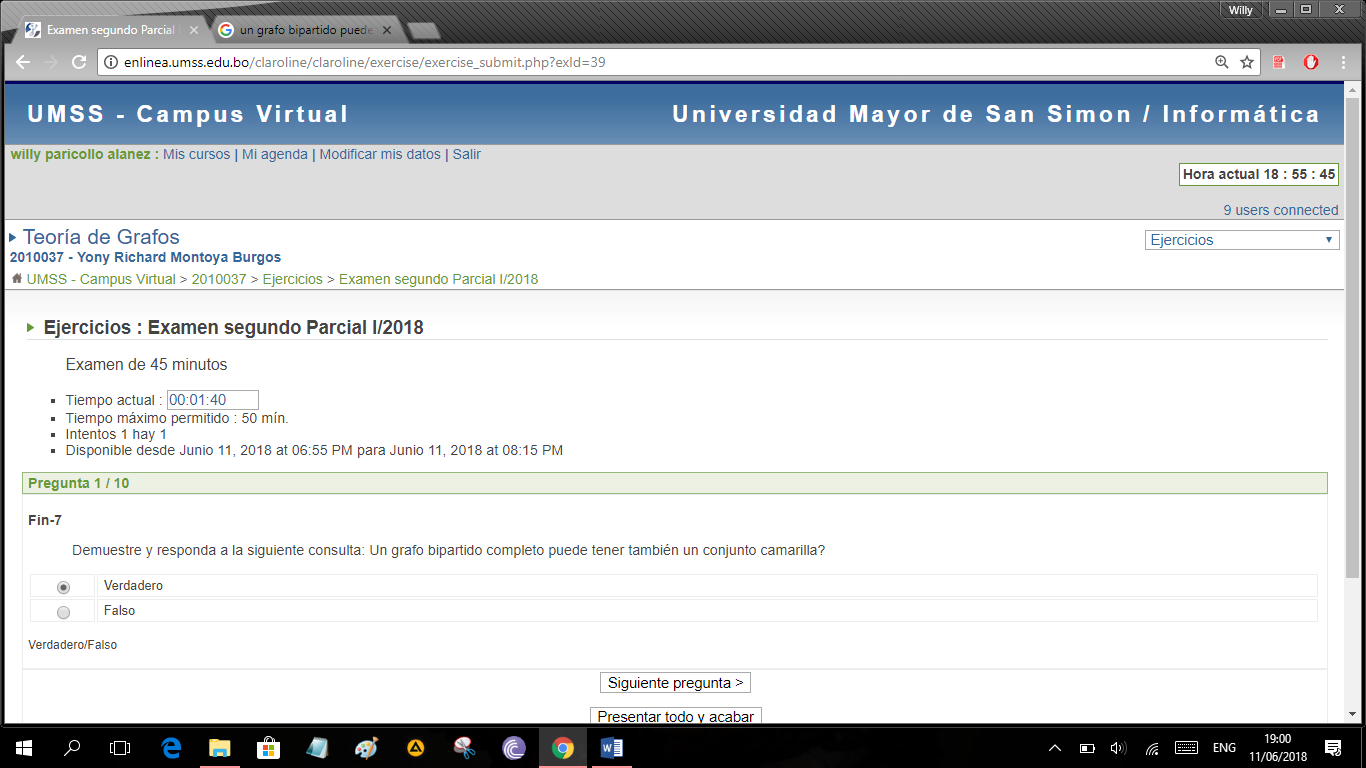 Willy
Examen segundo Parcial
un grafo bipartido puede
enlinea.umss.edu.bo/claroline/claroline/exercise/exercise_submit.php?exId=39
UMSS - Campus Virtual
Universidad Mayor de San Simon / Informática
willy paricollo alanez : Mis cursos | Mi agenda | Modificar mis datos | Salir
Hora actual 18 : 55 : 45
9 users connected
Teoría de Grafos
Ejercicios
2010037 - Yony Richard Montoya Burgos
UMSS - Campus Virtual > 2010037 > Ejercicios > Examen segundo Parcial I/2018
Ejercicios : Examen segundo Parcial I/2018
Examen de 45 minutos
Tiempo actual : 00:01:40
Tiempo máximo permitido : 50 mín.
Intentos 1 hay 1
Disponible desde Junio 11, 2018 at 06:55 PM para Junio 11, 2018 at 08:15 PM
Pregunta 1 / 10
Fin-7
Demuestre y responda a la siguiente consulta: Un grafo bipartido completo puede tener también un conjunto camarilla?
Verdadero
Falso
Verdadero/Falso
Siguiente pregunta >
Presentar todo y acabar
ENG
19:00
11/06/2018